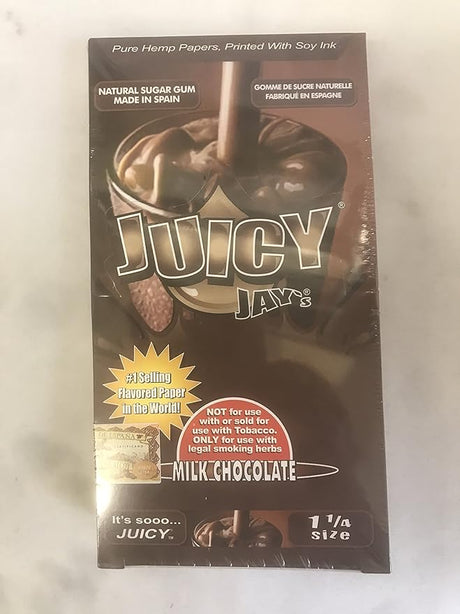 Pure Hemp Papers, Printed With Soy Ink
NATURAL SUGAR GUM
MADE IN SPAIN
GOMME DE SUCRE NATURELLE
FABRIQUÉ EN ESPAGNE
JUICY®
JAY's®
#1 Selling
Flavored Paper
in the World!
NOT for use
with or sold for
use with Tobacco.
ONLY for use with
legal smoking herbs
ESPAÑA
MILK CHOCOLATE
It's sooo...
JUICY™
1 1/4
size